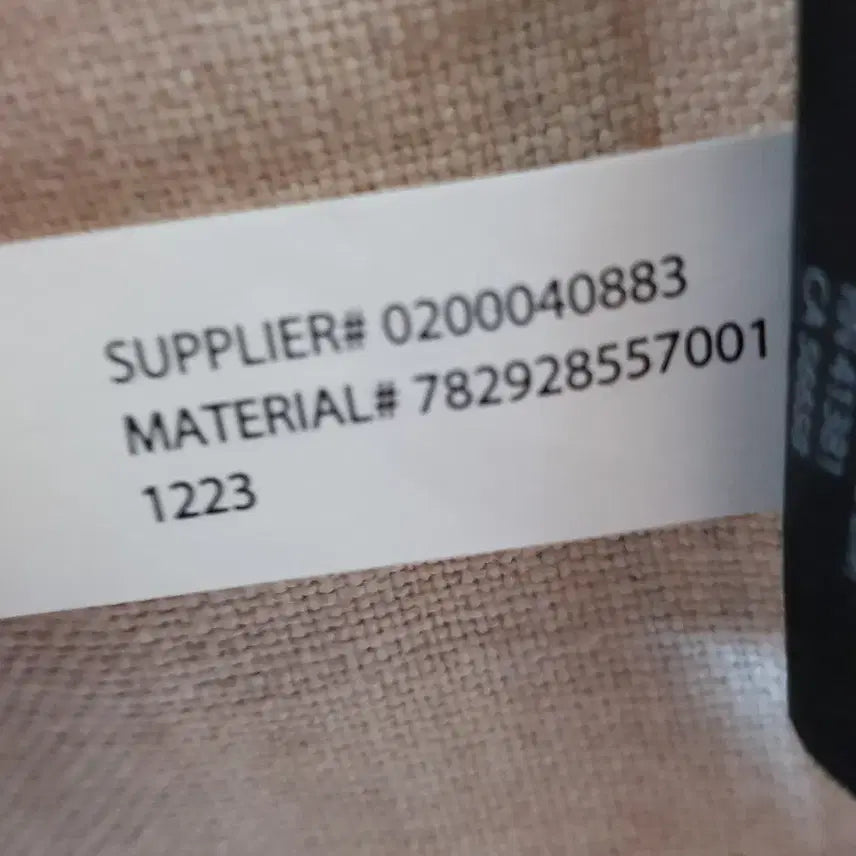 SUPPLIER# 0200040883
MATERIAL# 782928557001
1223